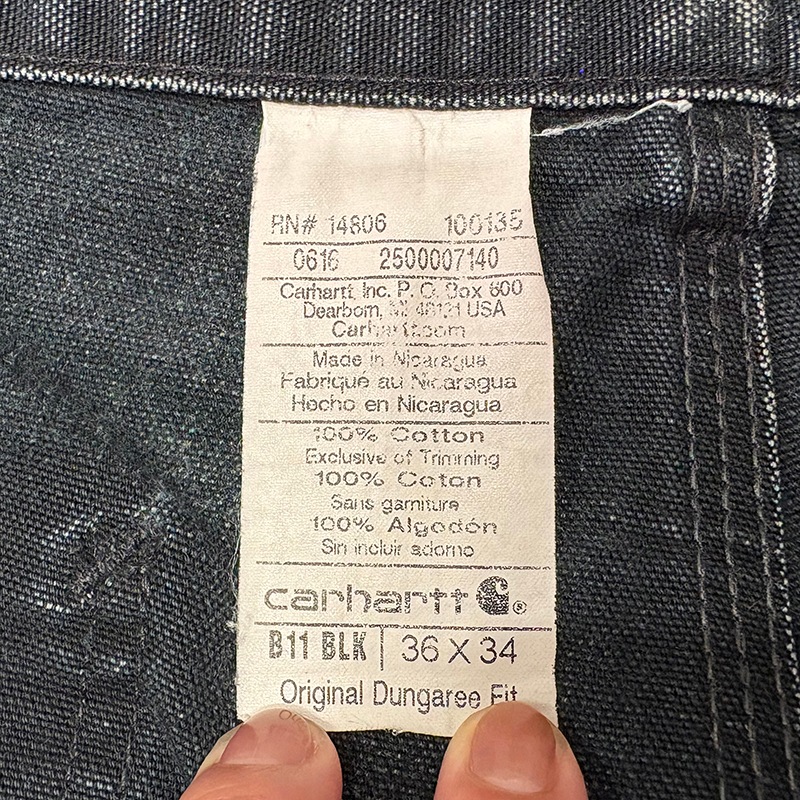 RN# 14806 100135
0616 2500007140
Carhartt, Inc. P. O. Box 600
Dearborn, MI 48121 USA
Carhartt.com
Made in Nicaragua
Fabriqué au Nicaragua
Hecho en Nicaragua
100% Cotton
Exclusive of Trimming
100% Coton
Sans garniture
100% Algodón
Sin incluir adorno
carhartt ®
B11 BLK | 36 X 34
Original Dungaree Fit